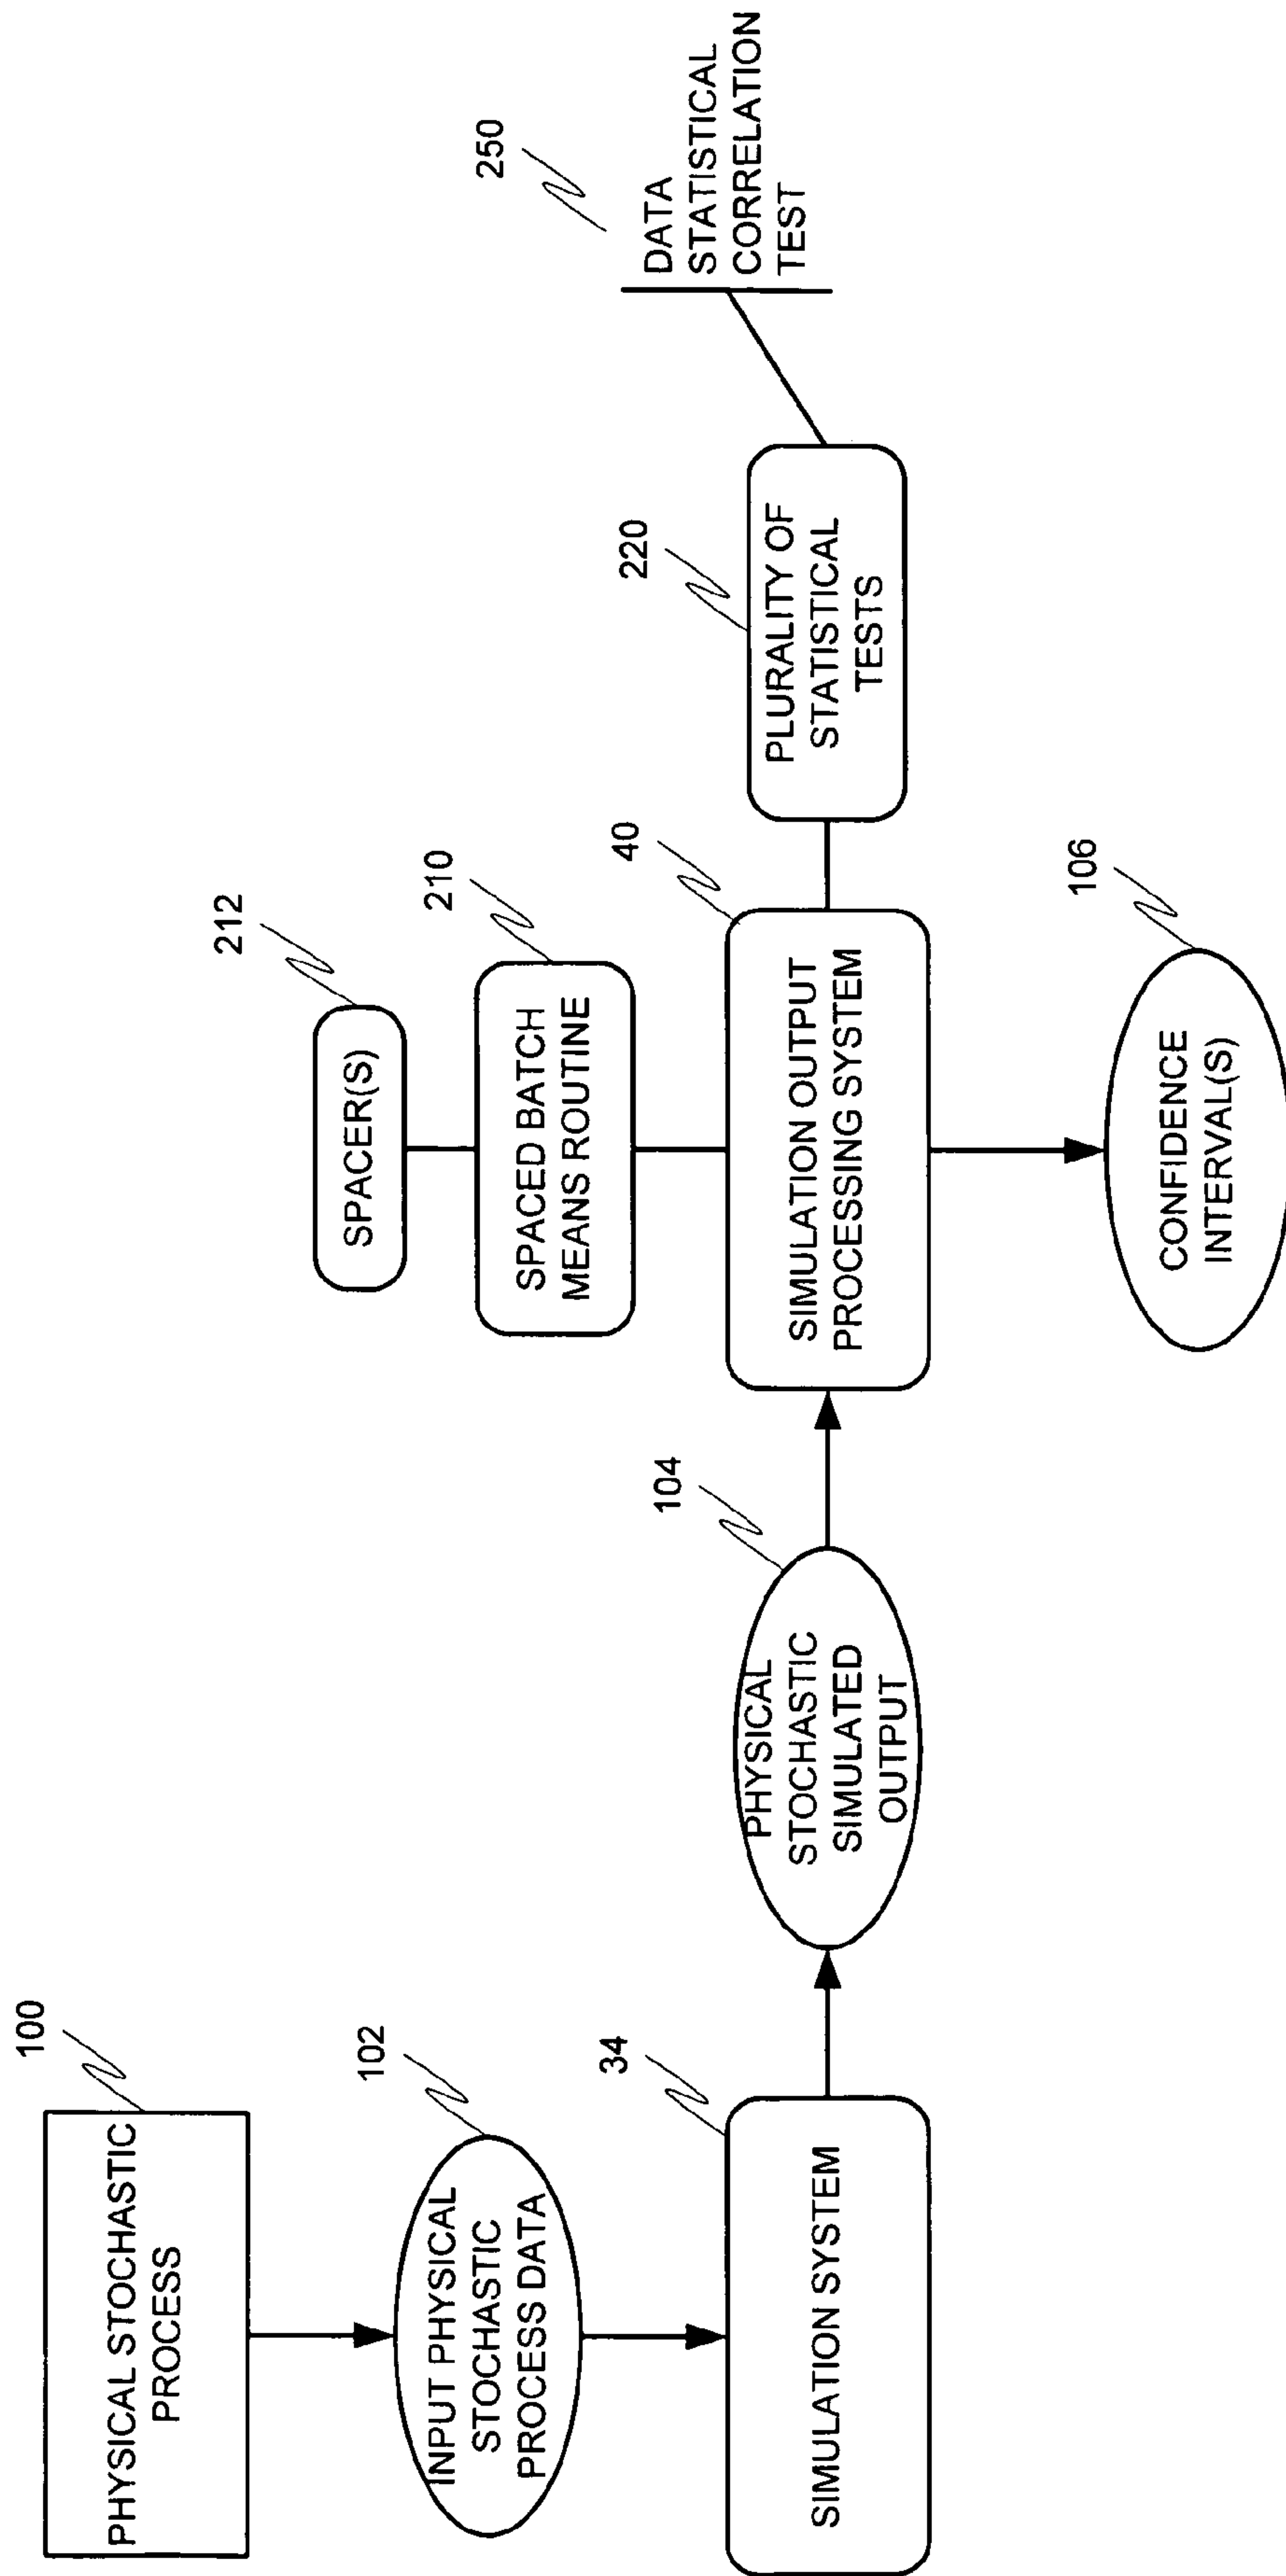 100
PHYSICAL STOCHASTIC
PROCESS
102
INPUT PHYSICAL
STOCHASTIC
PROCESS DATA
34
SIMULATION SYSTEM
104
PHYSICAL
STOCHASTIC
SIMULATED
OUTPUT
212
SPACER(S)
210
SPACED BATCH
MEANS ROUTINE
40
SIMULATION OUTPUT
PROCESSING SYSTEM
106
CONFIDENCE
INTERVAL(S)
220
PLURALITY OF
STATISTICAL
TESTS
250
DATA
STATISTICAL
CORRELATION
TEST